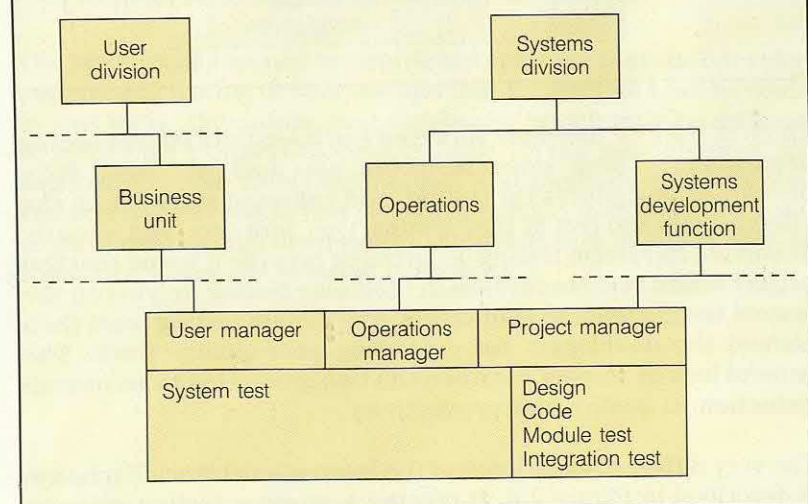 User
division
Systems
division
Business
unit
Operations
Systems
development
function
User manager
Operations
manager
Project manager
System test
Design
Code
Module test
Integration test